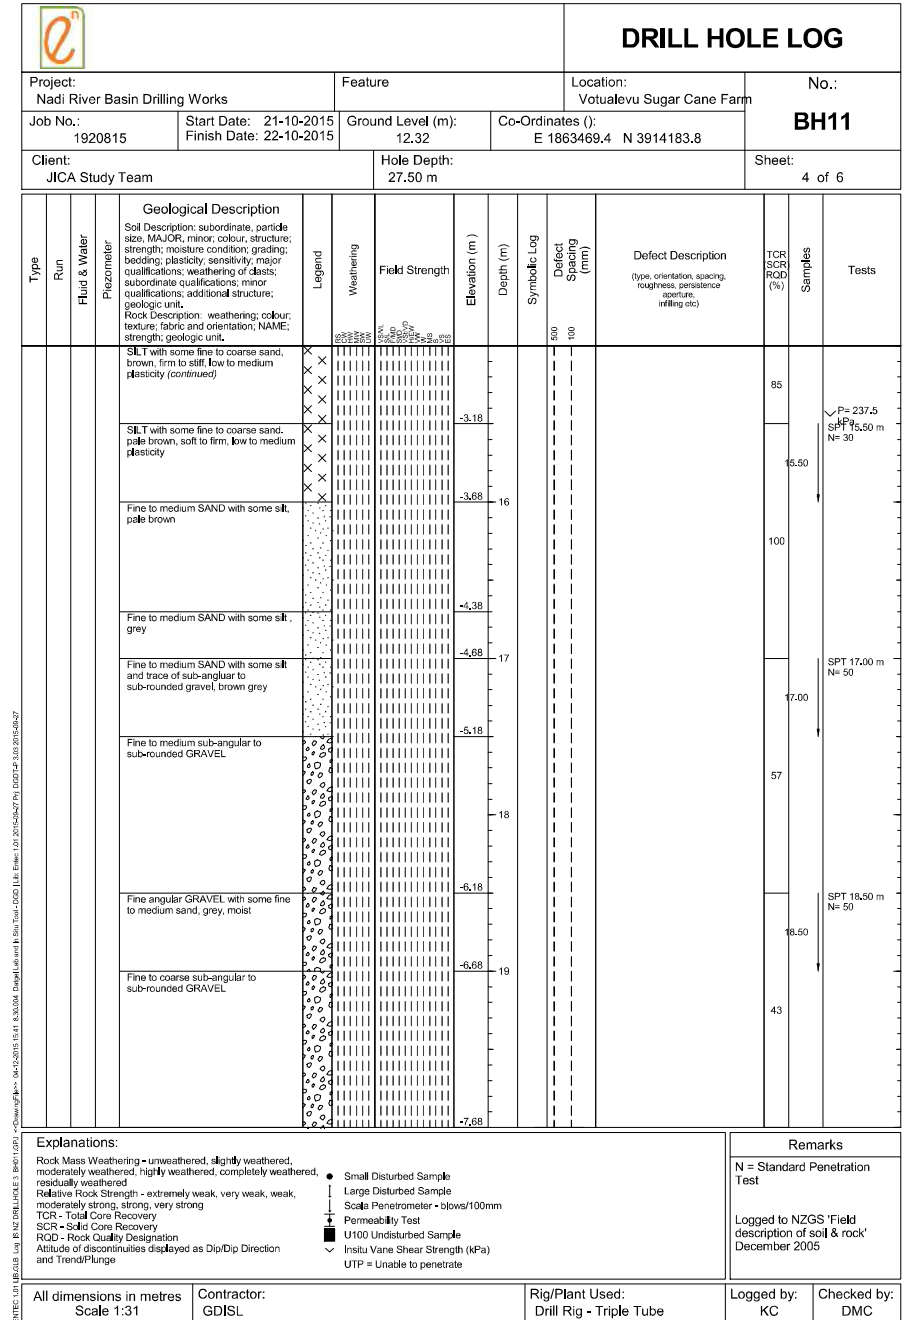 DRILL HOLE LOG
Project:
Nadi River Basin Drilling Works
Feature
Location:
Votualevu Sugar Cane Farm
No.:
BH11
Job No.:
1920815
Start Date: 21-10-2015
Finish Date: 22-10-2015
Ground Level (m):
12.32
Co-Ordinates ():
E 1863469.4 N 3914183.8
Client:
JICA Study Team
Hole Depth:
27.50 m
Sheet:
4 of 6
Type
Run
Fluid & Water
Piezometer
Geological Description
Soil Description: subordinate, particle
size, MAJOR, minor; colour, structure;
strength; moisture condition; grading;
bedding; plasticity; sensitivity; major
qualifications; weathering of clasts;
subordinate qualifications; minor
qualifications; additional structure;
geologic unit.
Rock Description: weathering; colour;
texture; fabric and orientation; NAME;
strength; geologic unit.
Legend
Weathering
Field Strength
Elevation (m )
Depth (m)
Symbolic Log
Defect
Spacing
(mm)
500
100
Defect Description
(type, orientation, spacing,
roughness, persistence
aperture,
infilling etc)
TCR
(SCR)
RQD
(%)
Samples
Tests
SILT with some fine to coarse sand,
brown, firm to stiff, low to medium
plasticity (continued)
85
-3.18
P= 237.5
kPa
SPT 15.50 m
N= 30
SILT with some fine to coarse sand.
pale brown, soft to firm, low to medium
plasticity
15.50
-3.68
16
Fine to medium SAND with some silt,
pale brown
100
-4.38
Fine to medium SAND with some silt ,
grey
-4.68
17
Fine to medium SAND with some silt
and trace of sub-angluar to
sub-rounded gravel, brown grey
SPT 17.00 m
N= 50
17.00
-5.18
Fine to medium sub-angular to
sub-rounded GRAVEL
57
18
-6.18
Fine angular GRAVEL with some fine
to medium sand, grey, moist
SPT 18.50 m
N= 50
18.50
-6.68
19
Fine to coarse sub-angular to
sub-rounded GRAVEL
43
-7.68
Explanations:
Rock Mass Weathering - unweathered, slightly weathered,
moderately weathered, highly weathered, completely weathered,
residually weathered
Relative Rock Strength - extremely weak, very weak, weak,
moderately strong, strong, very strong
TCR - Total Core Recovery
SCR - Solid Core Recovery
RQD - Rock Quality Designation
Attitude of discontinuities displayed as Dip/Dip Direction
and Trend/Plunge
Small Disturbed Sample
Large Disturbed Sample
Scala Penetrometer - blows/100mm
Permeability Test
U100 Undisturbed Sample
Insitu Vane Shear Strength (kPa)
UTP = Unable to penetrate
Remarks
N = Standard Penetration
Test
Logged to NZGS 'Field
description of soil & rock'
December 2005
All dimensions in metres
Scale 1:31
Contractor:
GDISL
Rig/Plant Used:
Drill Rig - Triple Tube
Logged by:
KC
Checked by:
DMC